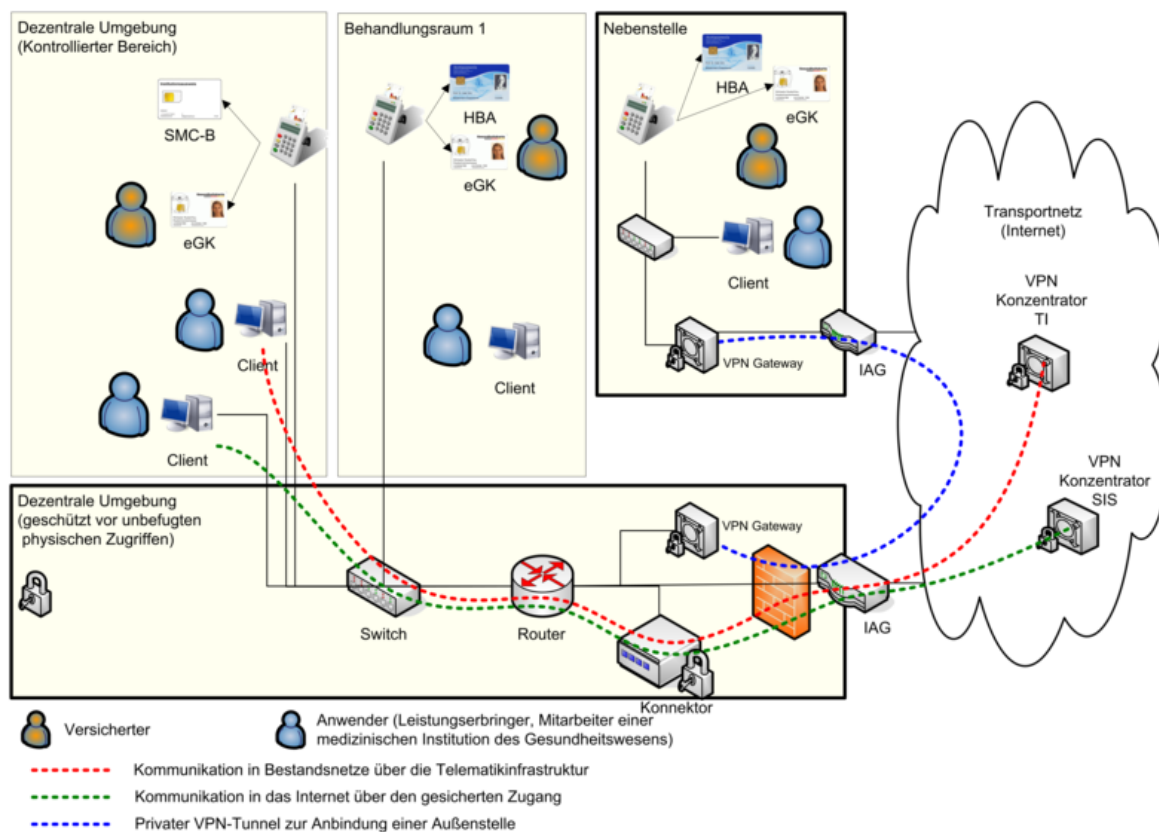 Dezentrale Umgebung
(Kontrollierter Bereich)
SMC-B
eGK
Client
Client
Behandlungsraum 1
HBA
eGK
Client
Nebenstelle
HBA
eGK
Client
VPN Gateway
IAG
Transportnetz
(Internet)
VPN
Konzentrator
TI
VPN
Konzentrator
SIS
Dezentrale Umgebung
(geschützt vor unbefugten
physischen Zugriffen)
VPN Gateway
Switch
Router
Konnektor
IAG
Versicherter
Anwender (Leistungserbringer, Mitarbeiter einer
medizinischen Institution des Gesundheitswesens)
Kommunikation in Bestandsnetze über die Telematikinfrastruktur
Kommunikation in das Internet über den gesicherten Zugang
Privater VPN-Tunnel zur Anbindung einer Außenstelle